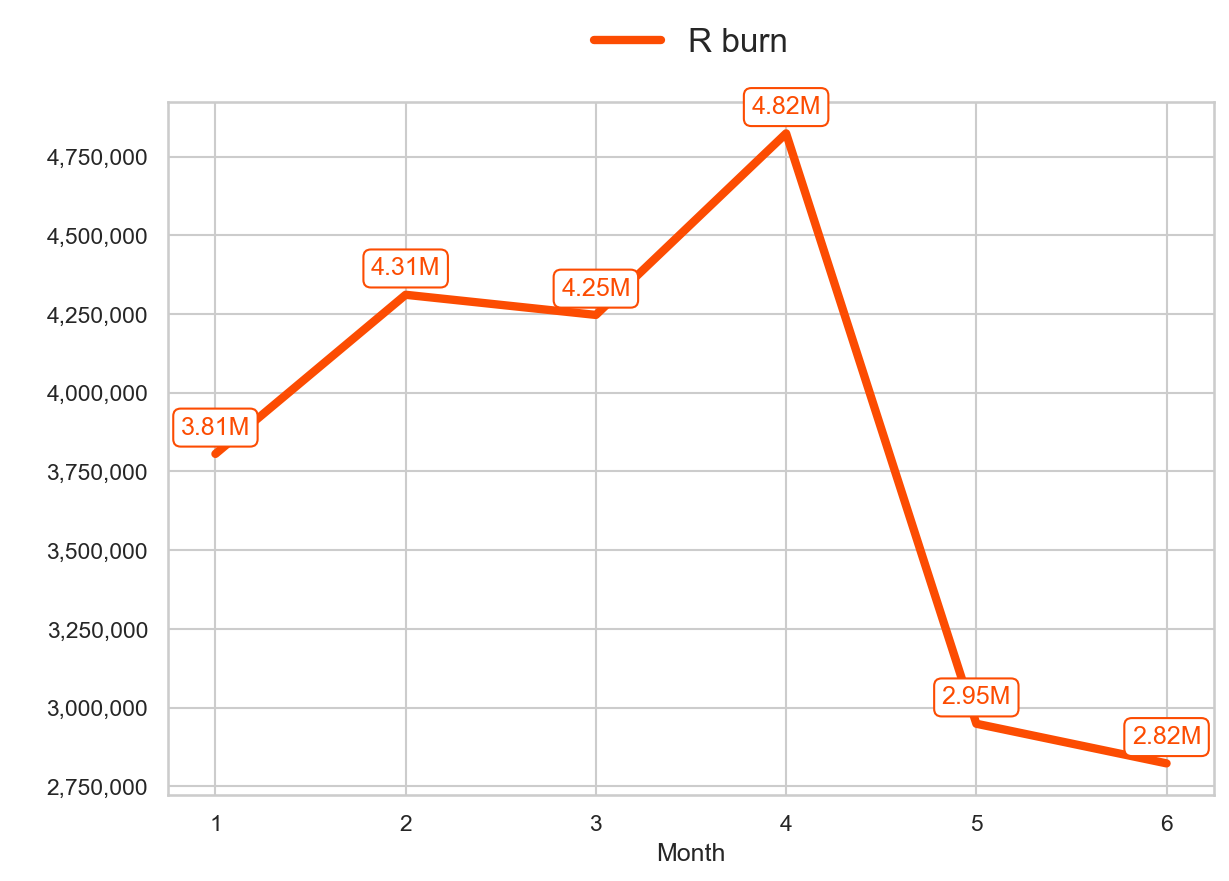 R burn
4.82M
4,750,000
4,500,000
4.31M
4.25M
4,250,000
4,000,000
3.81M
3,750,000
3,500,000
3,250,000
2.95M
3,000,000
2.82M
2,750,000
1 2 3 4 5 6
Month